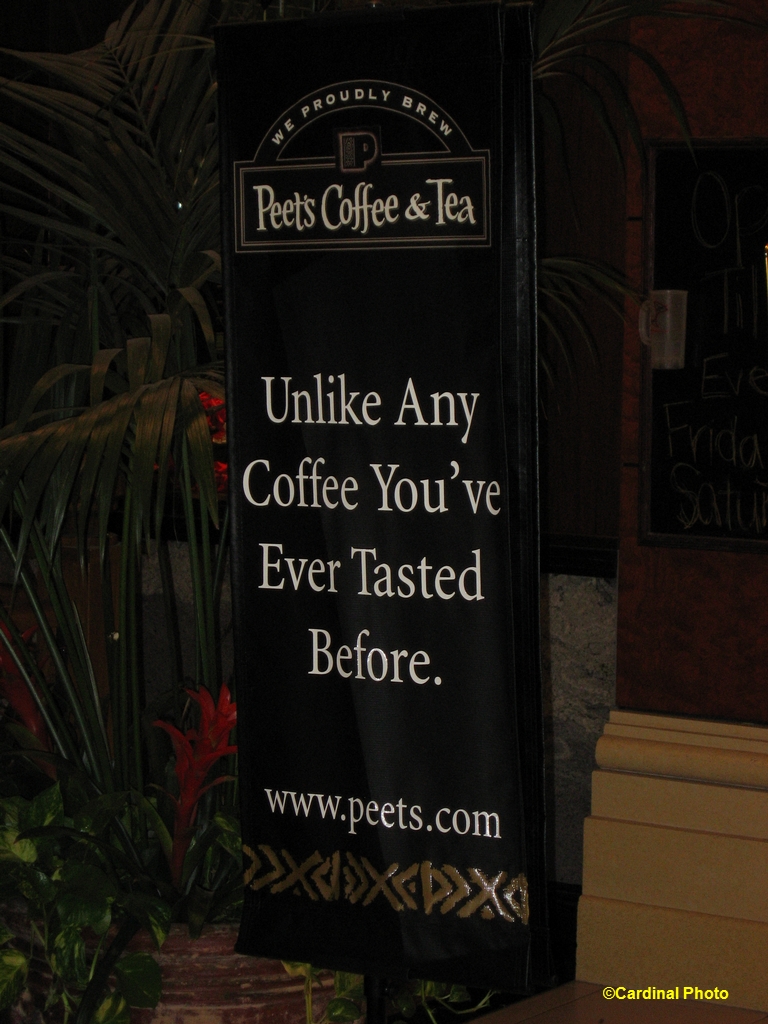 WE PROUDLY BREW
P
Peet's Coffee & Tea
Unlike Any
Coffee You've
Ever Tasted
Before.
www.peets.com
©Cardinal Photo